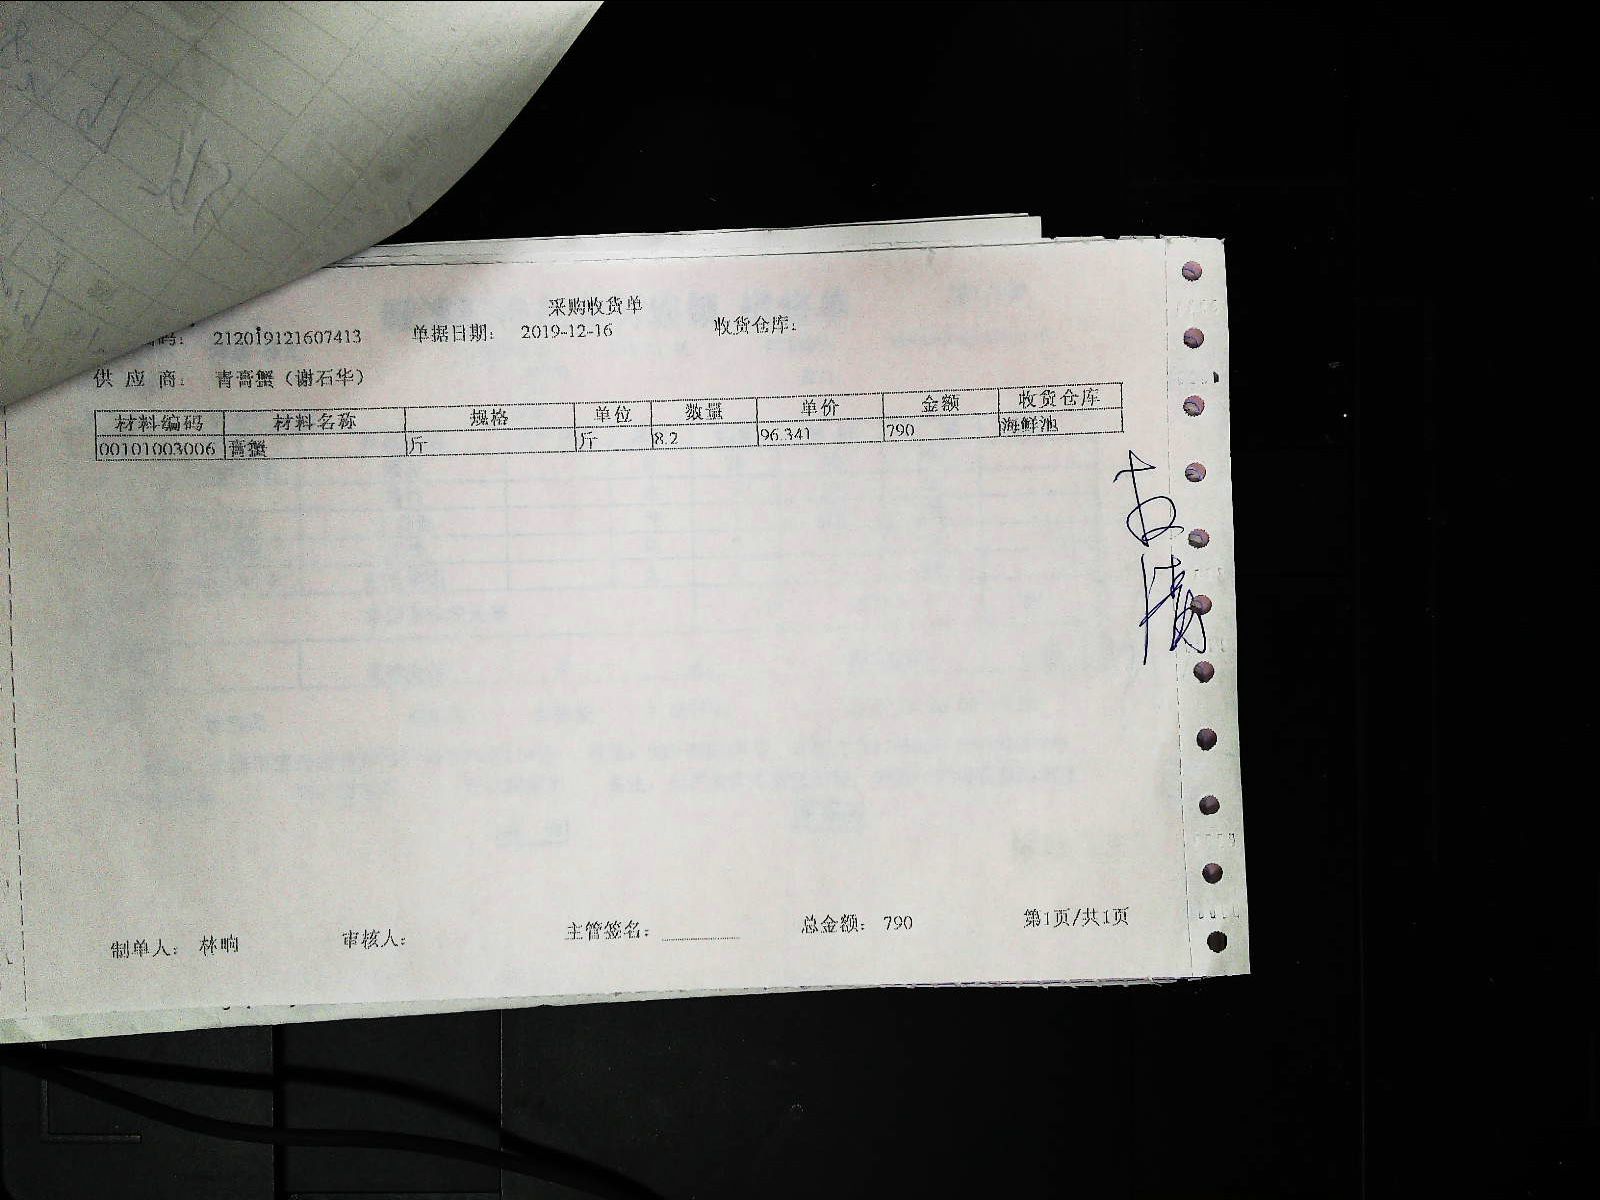 采购收货单
码: 212019121607413 单据日期: 2019-12-16 收货仓库:
供 应 商: 青膏蟹（谢石华）
材料编码 材料名称 规格 单位 数量 单价 金额 收货仓库
00101003006 膏蟹 斤 斤 8.2 96.341 790 海鲜池
制单人: 林晌 审核人: 主管签名: 总金额: 790 第1页/共1页